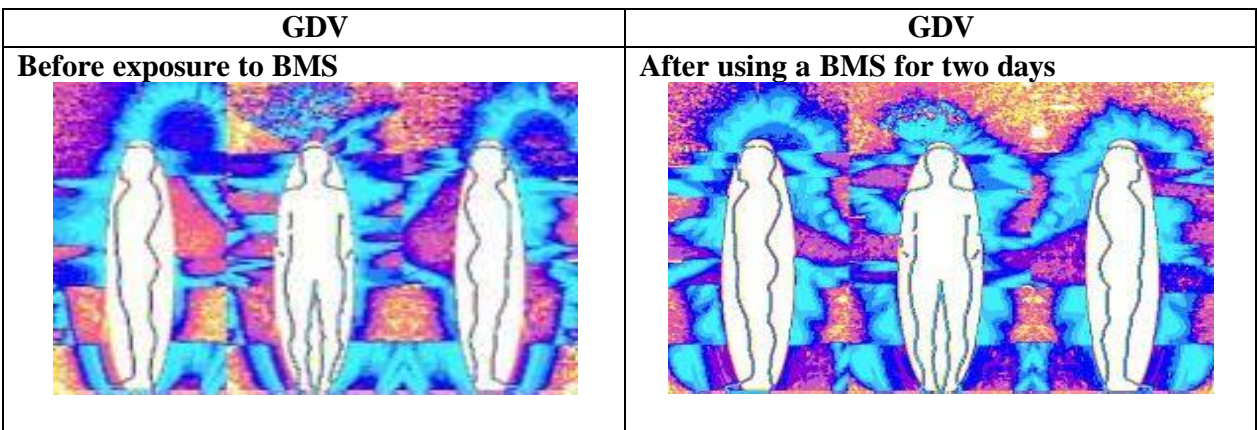 GDV
GDV
Before exposure to BMS
After using a BMS for two days